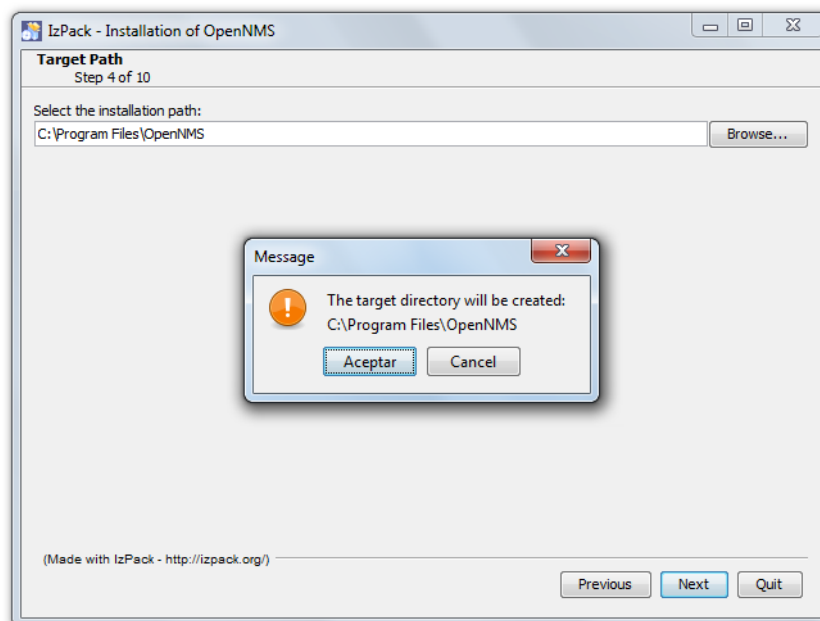 IzPack - Installation of OpenNMS
Target Path
Step 4 of 10
Select the installation path:
C:\Program Files\OpenNMS
Browse...
Message
The target directory will be created:
C:\Program Files\OpenNMS
Aceptar
Cancel
(Made with IzPack - http://izpack.org/)
Previous
Next
Quit